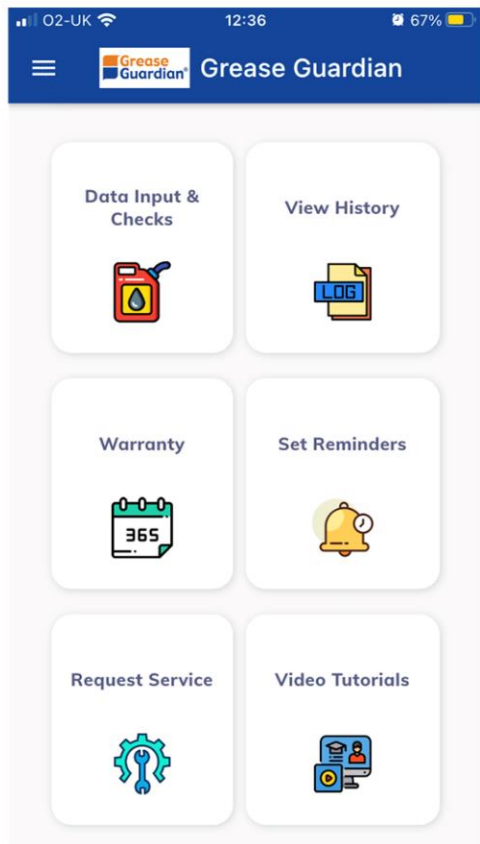 O2-UK 12:36 67%
Grease Guardian® Grease Guardian
Data Input &
Checks
View History
LOG
Warranty
Set Reminders
365
Request Service
Video Tutorials